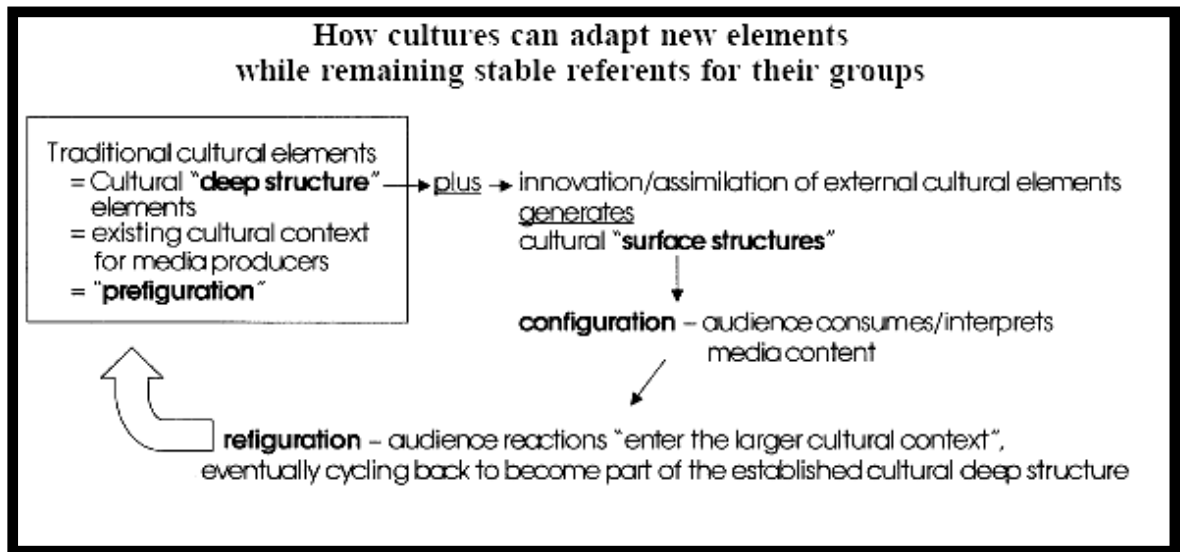 How cultures can adapt new elements
while remaining stable referents for their groups
Traditional cultural elements
= Cultural "deep structure"
elements
= existing cultural context
for media producers
= "prefiguration"
plus
innovation/assimilation of external cultural elements
generates
cultural "surface structures"
configuration – audience consumes/interprets
media content
refiguration – audience reactions "enter the larger cultural context",
eventually cycling back to become part of the established cultural deep structure